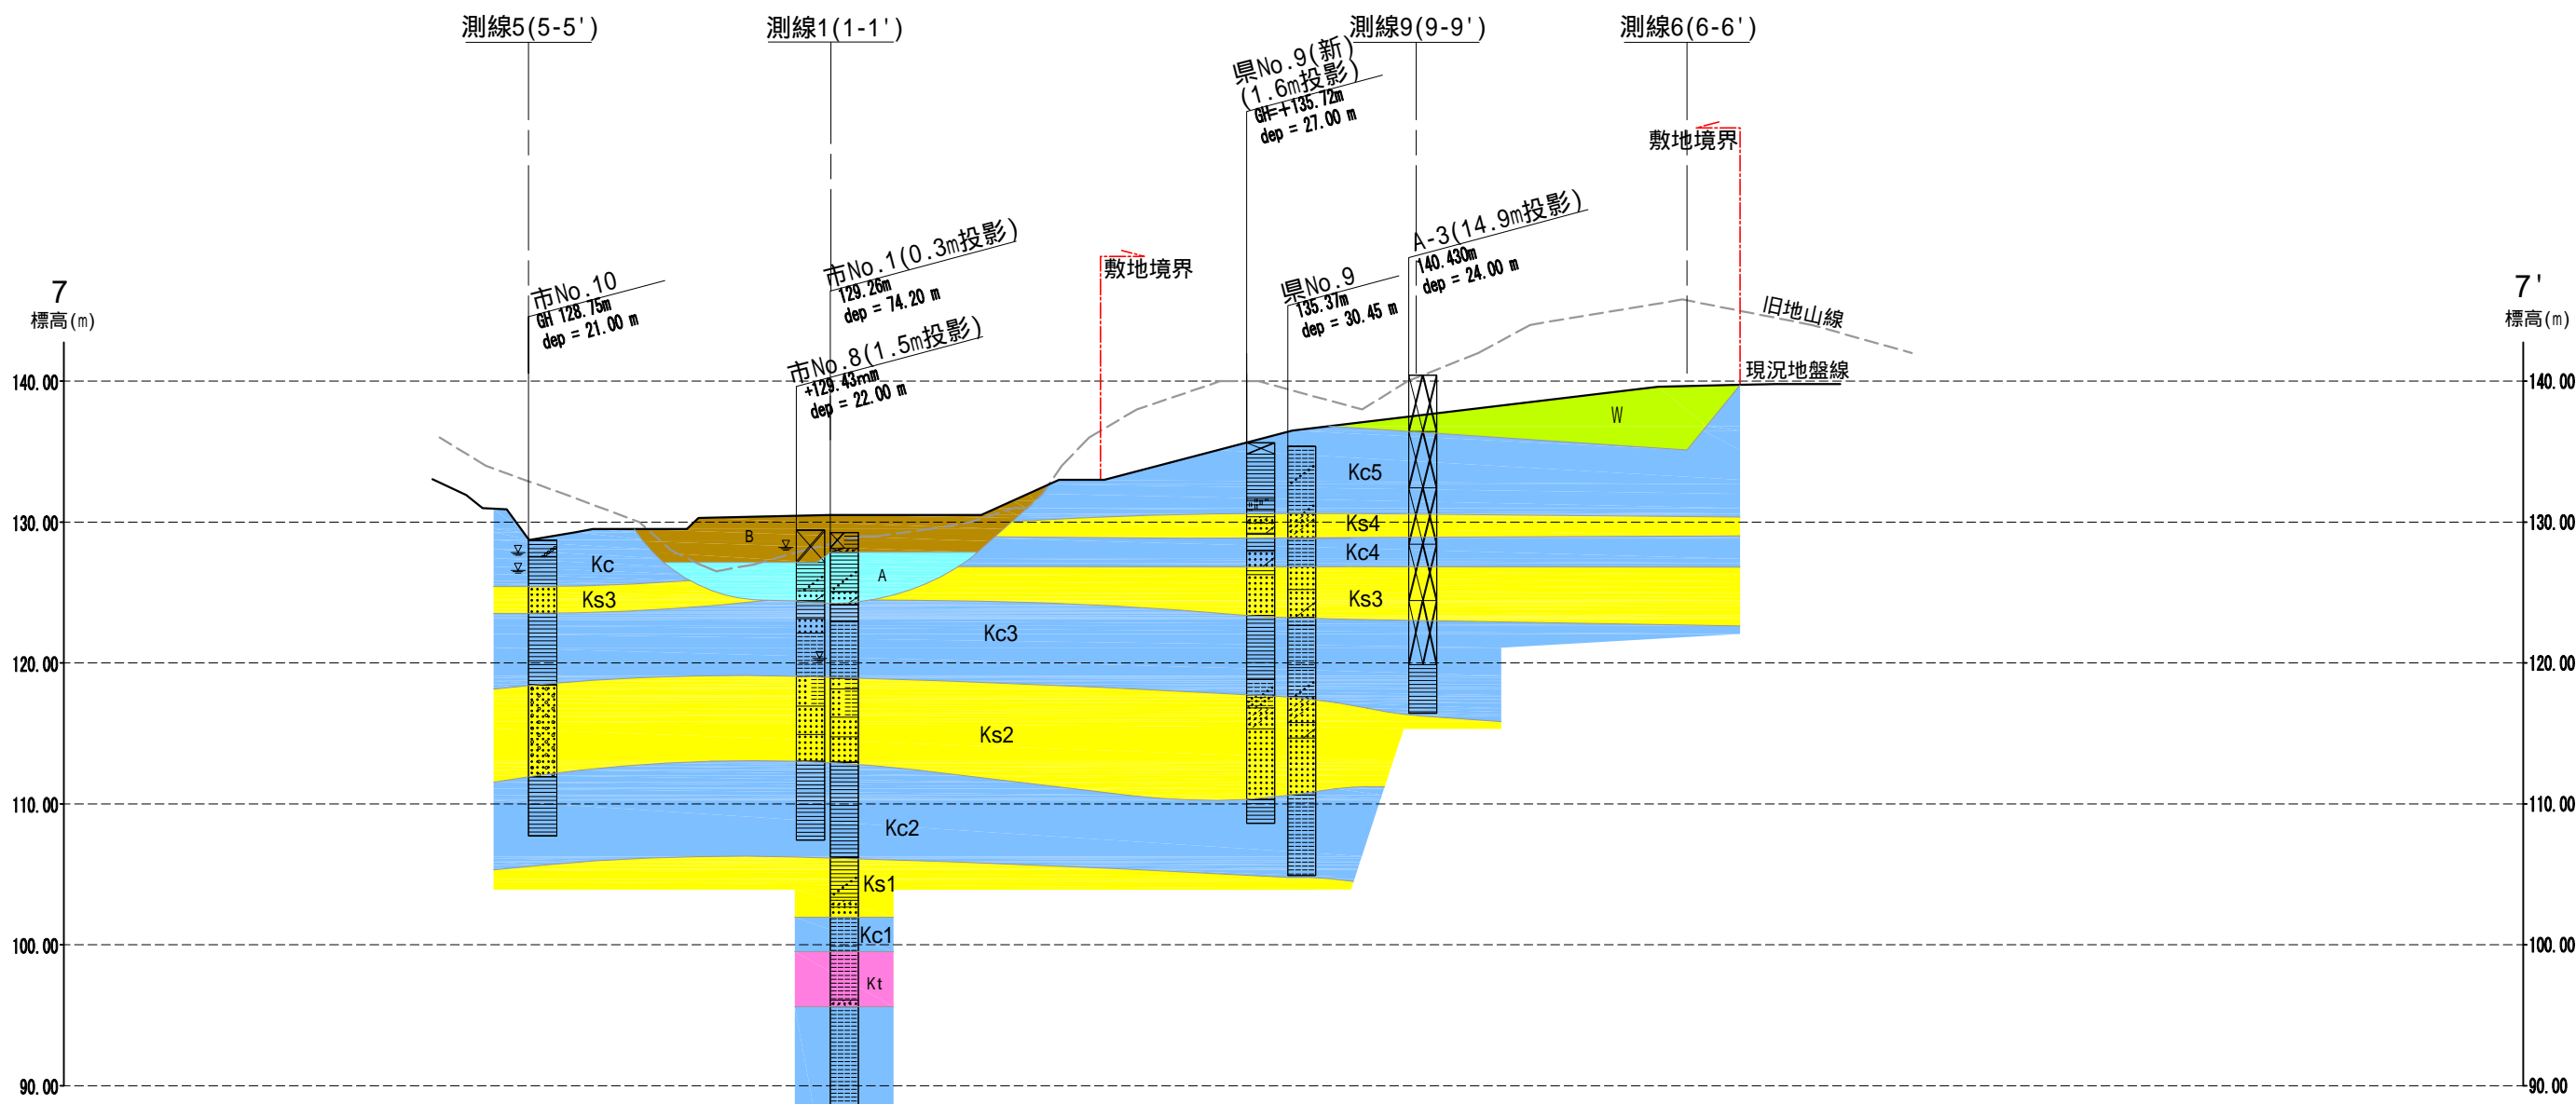 測線5(5-5')
測線1(1-1')
測線9(9-9')
測線6(6-6')
県No.9(新)
(1.6m投影)
GH=+135.72m
dep = 27.00 m
敷地境界
A-3(14.9m投影)
140.430m
dep = 24.00 m
市No.1(0.3m投影)
129.26m
dep = 74.20 m
敷地境界
市No.10
GH 128.75m
dep = 21.00 m
県No.9
135.37m
dep = 30.45 m
市No.8(1.5m投影)
+129.43mm
dep = 22.00 m
7
標高(m)
7'
標高(m)
旧地山線
現況地盤線
140.00
140.00
W
Kc5
130.00
130.00
Ks4
B
Kc4
Kc
A
Ks3
Ks3
Kc3
120.00
120.00
Ks2
110.00
110.00
Kc2
Ks1
100.00
100.00
Kc1
Kt
90.00
90.00